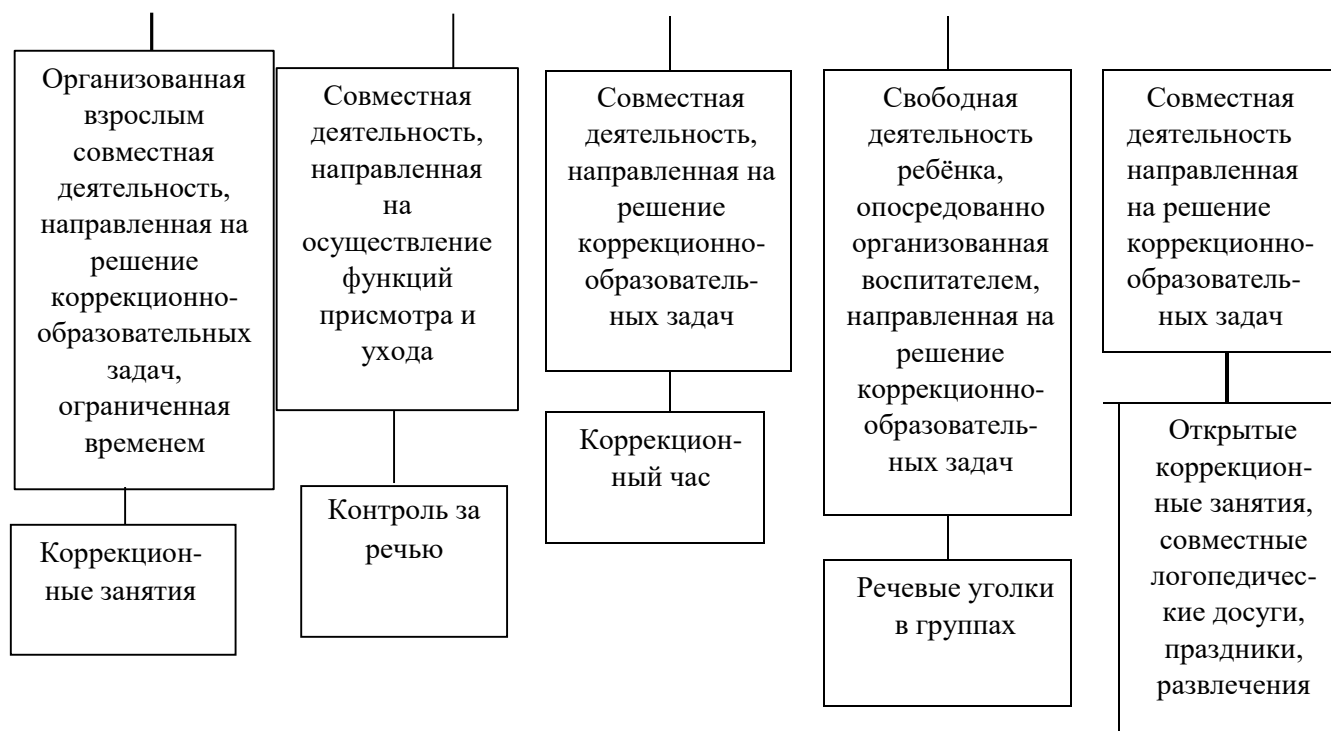 Организованная
взрослым
совместная
деятельность,
направленная на
решение
коррекционно-
образовательных
задач,
ограниченная
временем
Коррекцион-
ные занятия
Совместная
деятельность,
направленная
на
осуществление
функций
присмотра и
ухода
Контроль за
речью
Совместная
деятельность,
направленная на
решение
коррекционно-
образователь-
ных задач
Коррекцион-
ный час
Свободная
деятельность
ребёнка,
опосредованно
организованная
воспитателем,
направленная на
решение
коррекционно-
образователь-
ных задач
Речевые уголки
в группах
Совместная
деятельность
направленная
на решение
коррекционно-
образователь-
ных задач
Открытые
коррекцион-
ные занятия,
совместные
логопедичес-
кие досуги,
праздники,
развлечения